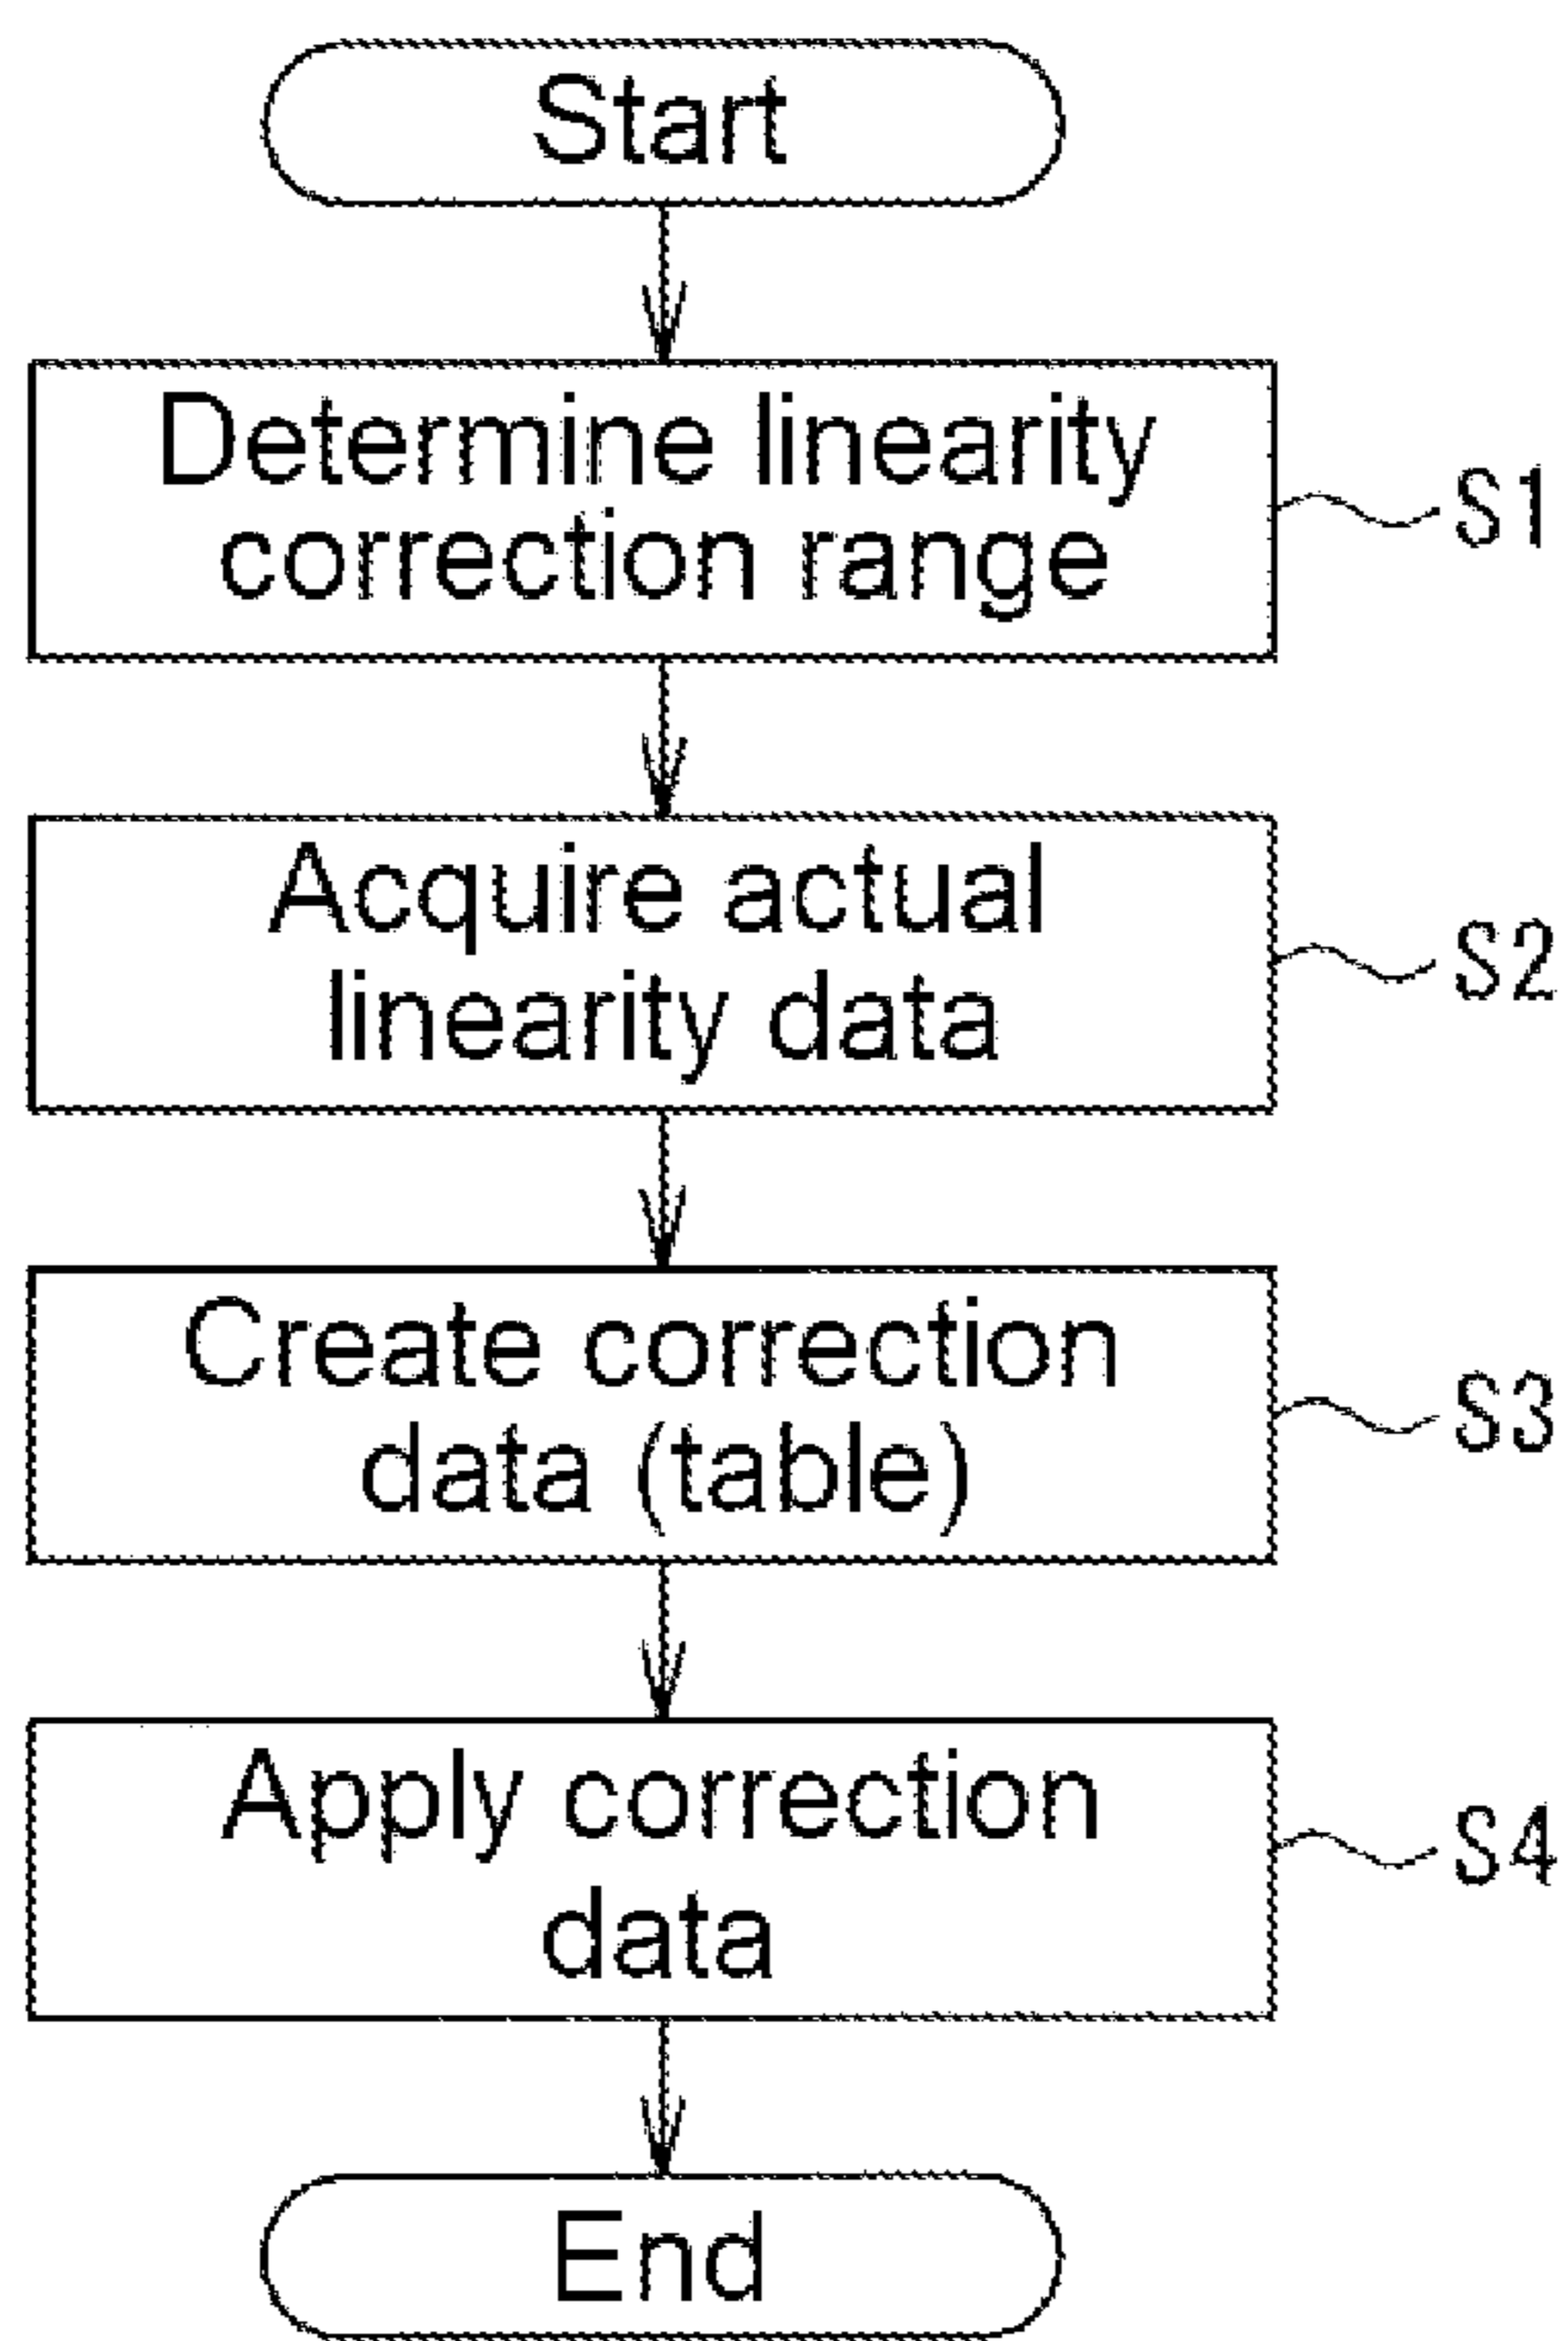 Start
Determine linearity
correction range
S1
Acquire actual
linearity data
S2
Create correction
data (table)
S3
Apply correction
data
S4
End